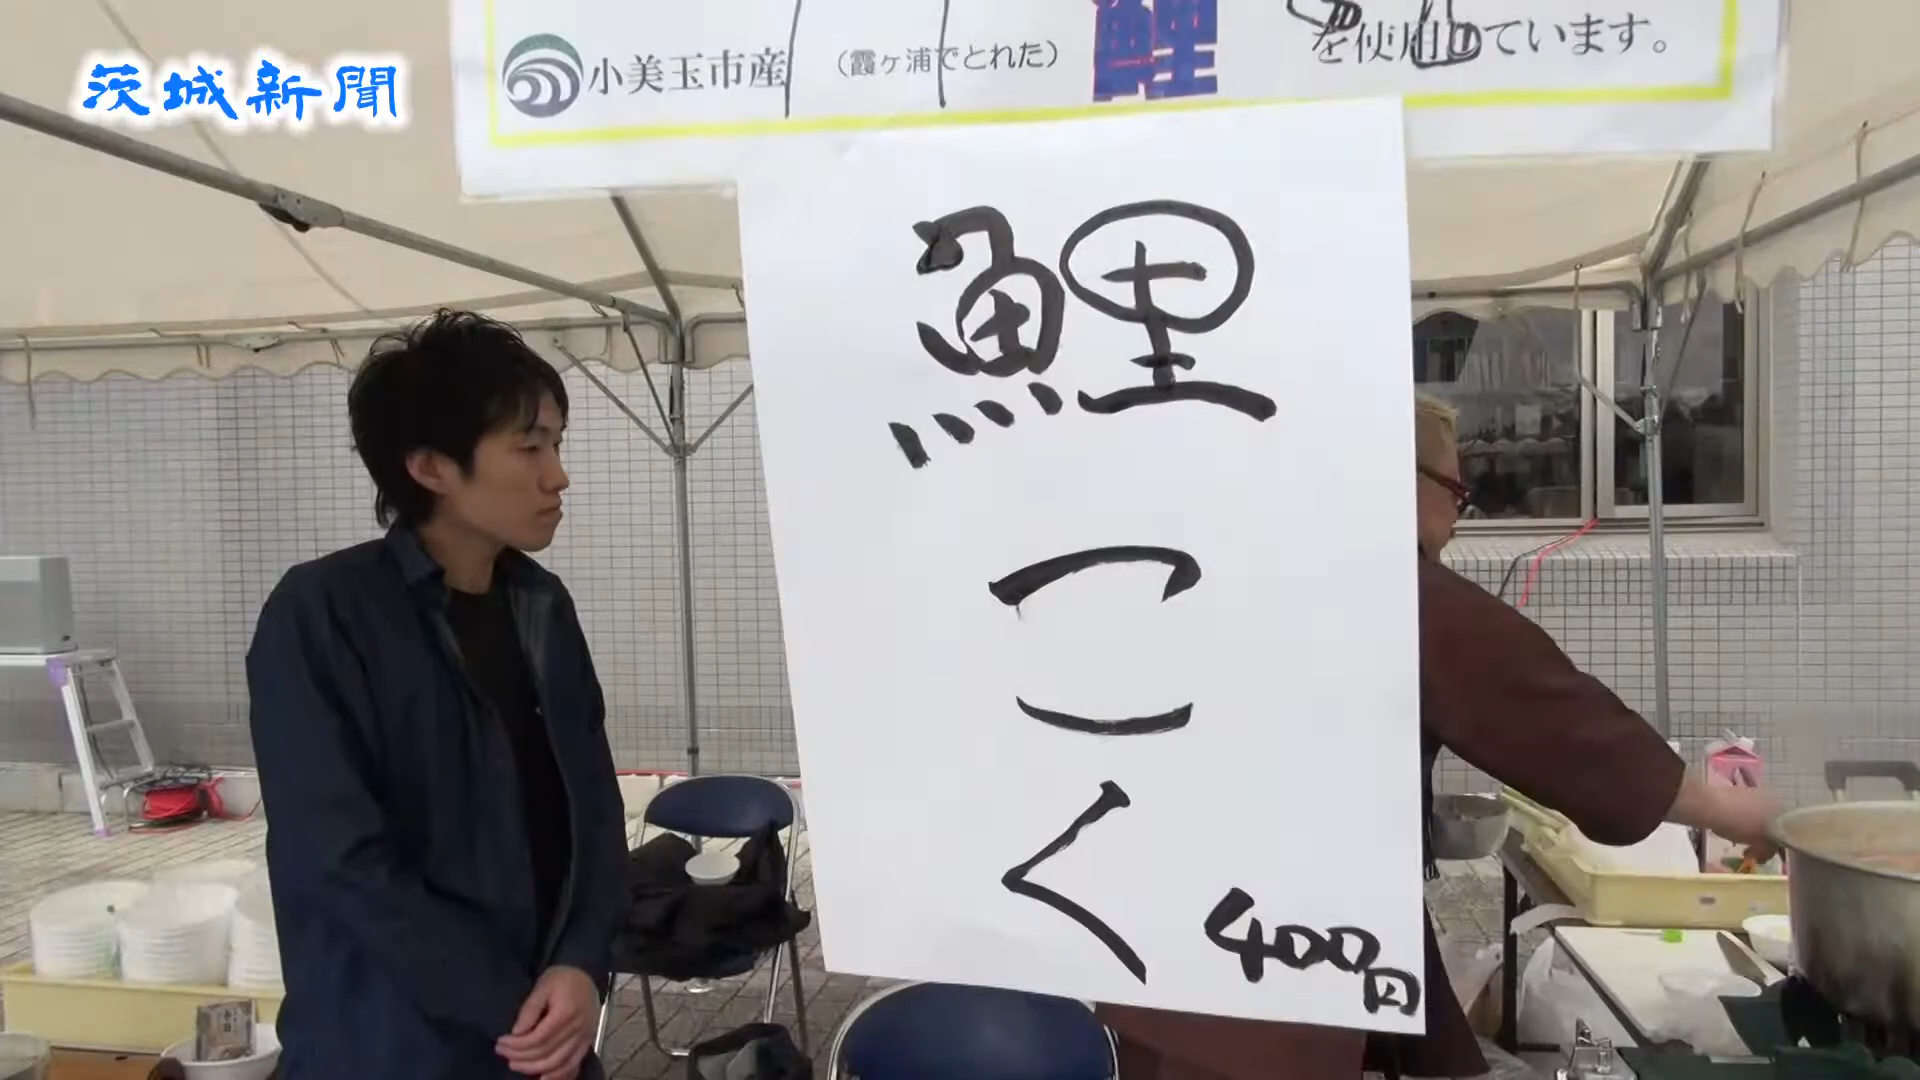 茨城新聞
小美玉市産 (霞ヶ浦でとれた) 鯉 を使用しています。
鯉こく
400円